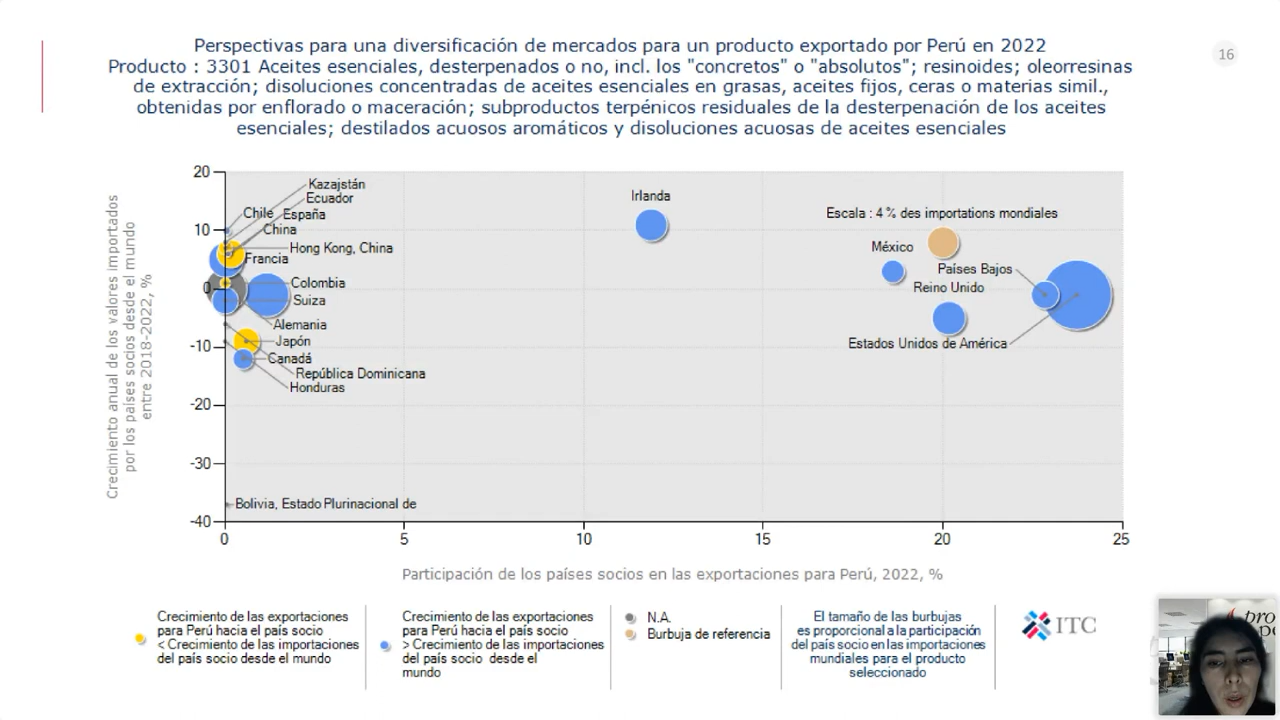 Perspectivas para una diversificación de mercados para un producto exportado por Perú en 2022
Producto : 3301 Aceites esenciales, desterpenados o no, incl. los "concretos" o "absolutos"; resinoides; oleorresinas
de extracción; disoluciones concentradas de aceites esenciales en grasas, aceites fijos, ceras o materias simil.,
obtenidas por enflorado o maceración; subproductos terpénicos residuales de la desterpenación de los aceites
esenciales; destilados acuosos aromáticos y disoluciones acuosas de aceites esenciales
16
Crecimiento anual de los valores importados
por los países socios desde el mundo
entre 2018-2022, %
20
10
0
-10
-20
-30
-40
Kazajstán
Ecuador
Chile
España
China
Hong Kong, China
Francia
Colombia
Suiza
Alemania
Japón
Canadá
República Dominicana
Honduras
Bolivia, Estado Plurinacional de
Irlanda
Escala : 4 % des importations mondiales
México
Países Bajos
Reino Unido
Estados Unidos de América
0
5
10
15
20
25
Participación de los países socios en las exportaciones para Perú, 2022, %
Crecimiento de las exportaciones
para Perú hacia el país socio
< Crecimiento de las importaciones
del país socio desde el mundo
Crecimiento de las exportaciones
para Perú hacia el país socio
> Crecimiento de las importaciones
del país socio desde el
mundo
N.A.
Burbuja de referencia
El tamaño de las burbujas
es proporcional a la participación
del país socio en las importaciones
mundiales para el producto
seleccionado
ITC
pro